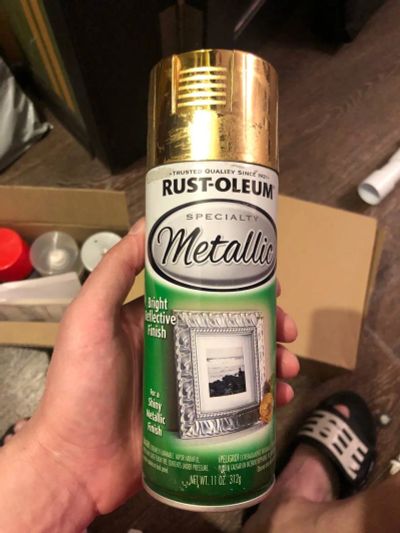 TRUSTED QUALITY SINCE 1921
RUST-OLEUM
SPECIALTY
Metallic
Bright
Reflective
Finish
For a
Shiny
Metallic
Finish
NET WT. 11 OZ. 312g